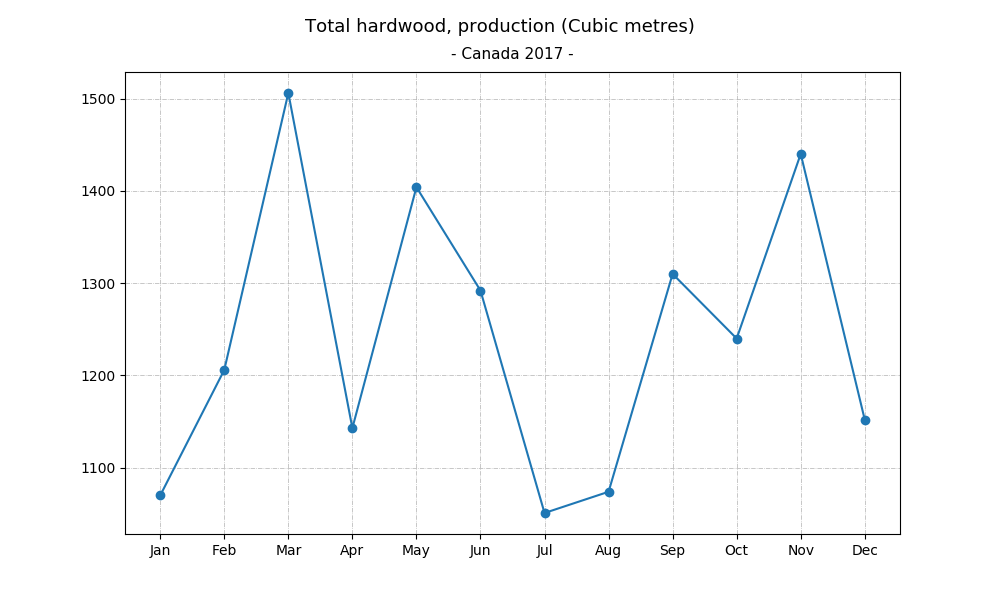 Total hardwood, production (Cubic metres)
- Canada 2017 -
1500
1400
1300
1200
1100
Jan Feb Mar Apr May Jun Jul Aug Sep Oct Nov Dec